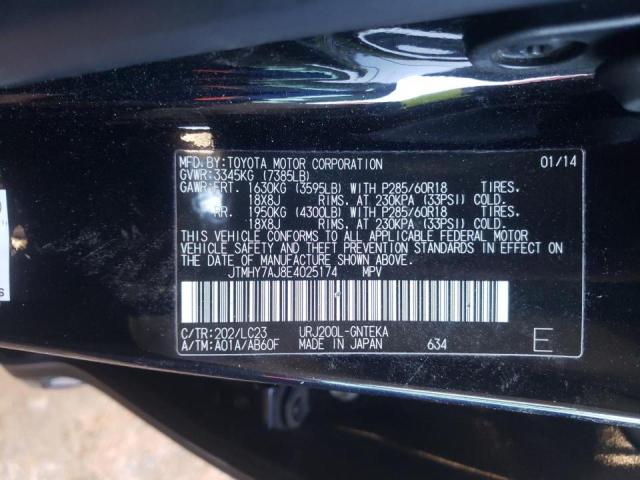 MFD.BY:TOYOTA MOTOR CORPORATION 01/14
GVWR:3345KG (7385LB)
GAWR:FRT. 1630KG (3595LB) WITH P285/60R18 TIRES,
18X8J RIMS, AT 230KPA (33PSI) COLD.
RR. 1950KG (4300LB) WITH P285/60R18 TIRES,
18X8J RIMS, AT 230KPA (33PSI) COLD.
THIS VEHICLE CONFORMS TO ALL APPLICABLE FEDERAL MOTOR
VEHICLE SAFETY AND THEFT PREVENTION STANDARDS IN EFFECT
ON THE DATE OF MANUFACTURE SHOWN ABOVE.
JTMHY7AJ8E4025174 MPV
C/TR:202/LC23 URJ200L-GNTEKA
A/TM:A01A/AB60F MADE IN JAPAN 634 E